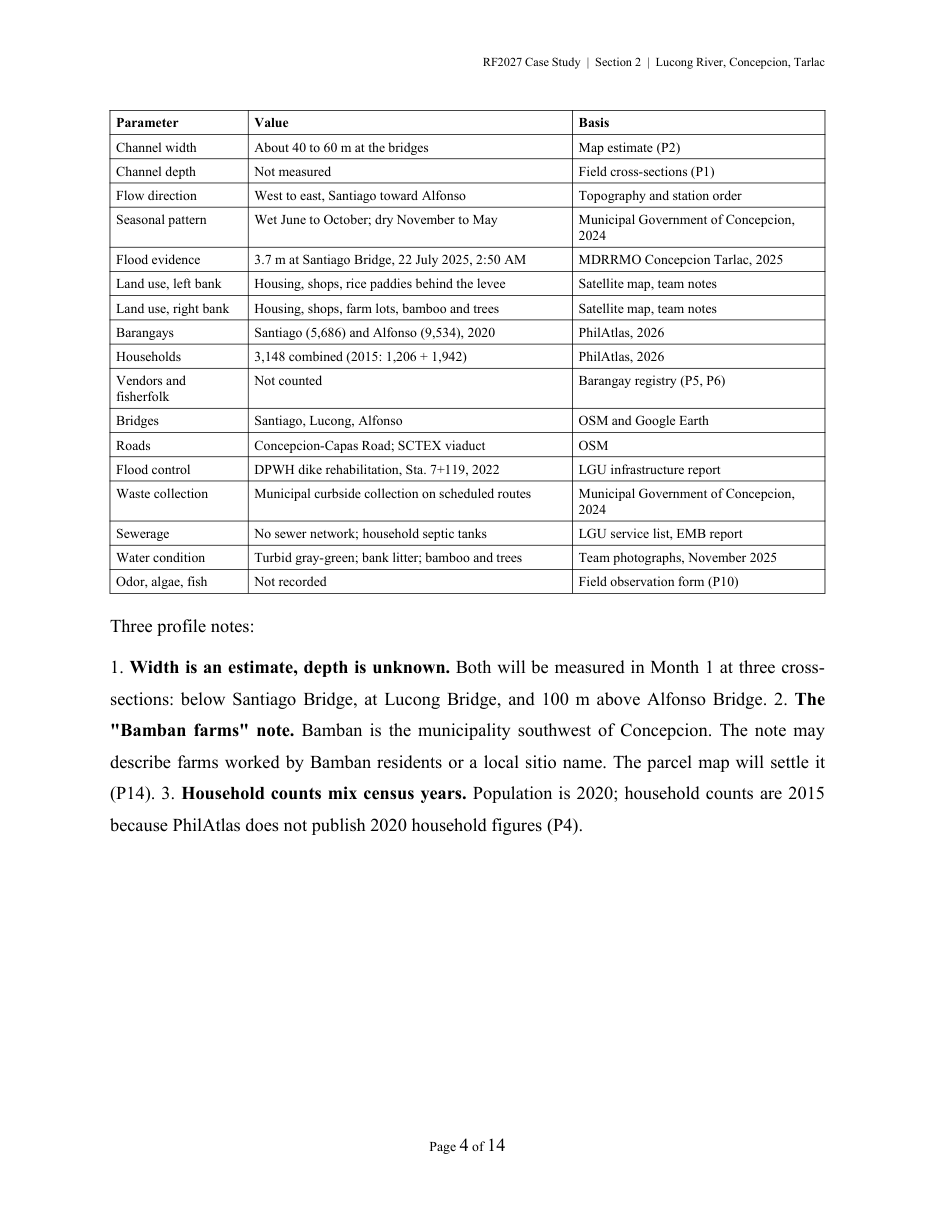 RF2027 Case Study | Section 2 | Lucong River, Concepcion, Tarlac
Parameter Value Basis
Channel width About 40 to 60 m at the bridges Map estimate (P2)
Channel depth Not measured Field cross-sections (P1)
Flow direction West to east, Santiago toward Alfonso Topography and station order
Seasonal pattern Wet June to October; dry November to May Municipal Government of Concepcion,
2024
Flood evidence 3.7 m at Santiago Bridge, 22 July 2025, 2:50 AM MDRRMO Concepcion Tarlac, 2025
Land use, left bank Housing, shops, rice paddies behind the levee Satellite map, team notes
Land use, right bank Housing, shops, farm lots, bamboo and trees Satellite map, team notes
Barangays Santiago (5,686) and Alfonso (9,534), 2020 PhilAtlas, 2026
Households 3,148 combined (2015: 1,206 + 1,942) PhilAtlas, 2026
Vendors and Not counted Barangay registry (P5, P6)
fisherfolk
Bridges Santiago, Lucong, Alfonso OSM and Google Earth
Roads Concepcion-Capas Road; SCTEX viaduct OSM
Flood control DPWH dike rehabilitation, Sta. 7+119, 2022 LGU infrastructure report
Waste collection Municipal curbside collection on scheduled routes Municipal Government of Concepcion,
2024
Sewerage No sewer network; household septic tanks LGU service list, EMB report
Water condition Turbid gray-green; bank litter; bamboo and trees Team photographs, November 2025
Odor, algae, fish Not recorded Field observation form (P10)
Three profile notes:
1. Width is an estimate, depth is unknown. Both will be measured in Month 1 at three cross-
sections: below Santiago Bridge, at Lucong Bridge, and 100 m above Alfonso Bridge. 2. The
"Bamban farms" note. Bamban is the municipality southwest of Concepcion. The note may
describe farms worked by Bamban residents or a local sitio name. The parcel map will settle it
(P14). 3. Household counts mix census years. Population is 2020; household counts are 2015
because PhilAtlas does not publish 2020 household figures (P4).
Page 4 of 14